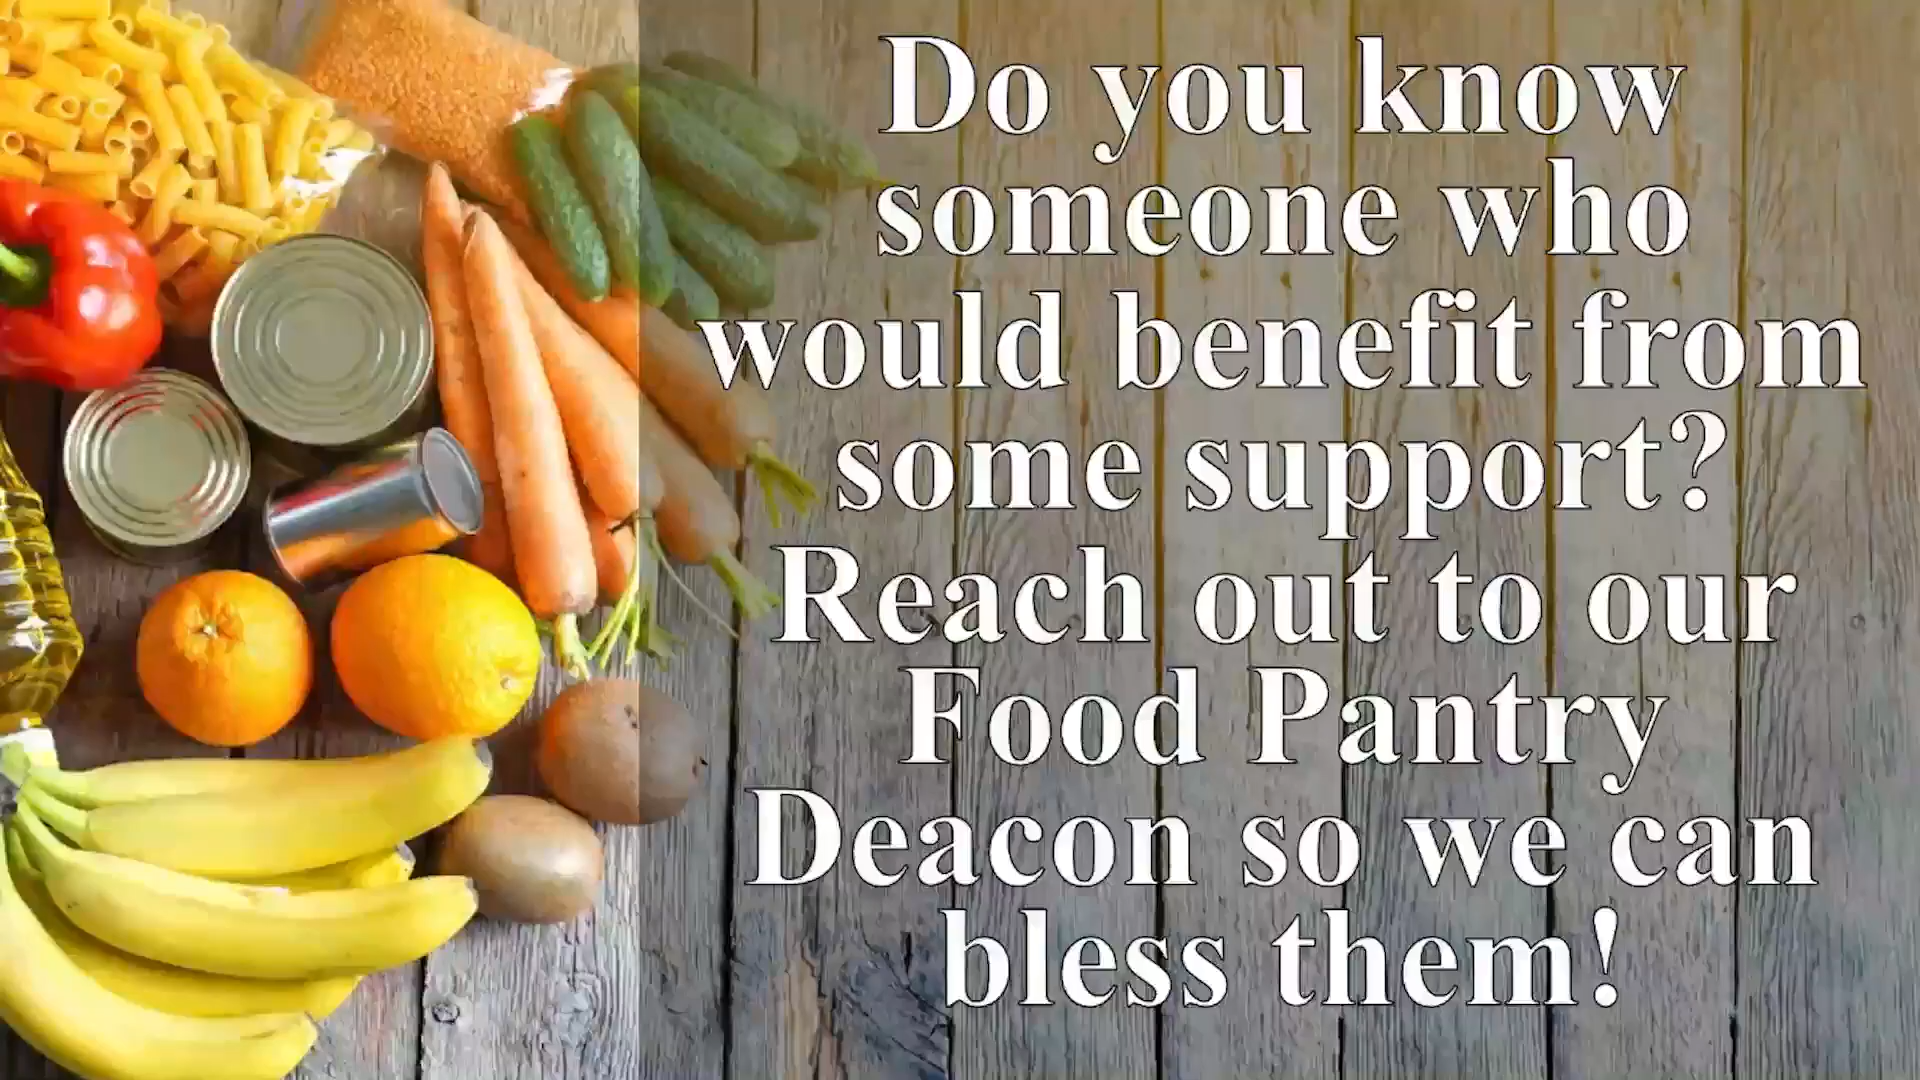 Do you know
someone who
would benefit from
some support?
Reach out to our
Food Pantry
Deacon so we can
bless them!